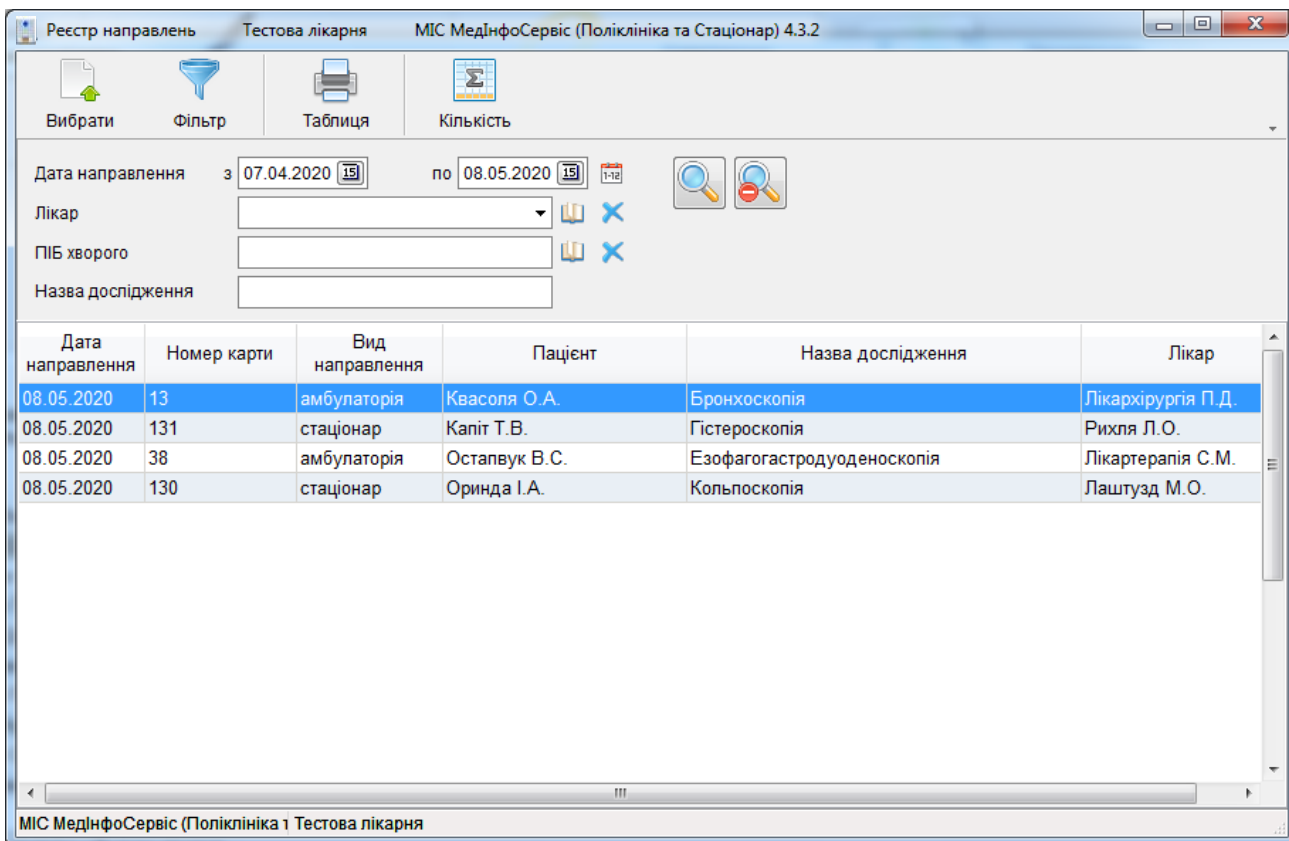 Реєстр направлень Тестова лікарня МІС МедІнфоСервіс (Поліклініка та Стаціонар) 4.3.2
Вибрати Фільтр Таблиця Кількість
Дата направлення з 07.04.2020 15 по 08.05.2020 15 1-12
Лікар
ПІБ хворого
Назва дослідження
Дата направлення Номер карти Вид направлення Пацієнт Назва дослідження Лікар
08.05.2020 13 амбулаторія Квасоля О.А. Бронхоскопія Лікархірургія П.Д.
08.05.2020 131 стаціонар Капіт Т.В. Гістероскопія Рихля Л.О.
08.05.2020 38 амбулаторія Остапвук В.С. Езофагогастродуоденоскопія Лікартерапія С.М.
08.05.2020 130 стаціонар Оринда І.А. Кольпоскопія Лаштузд М.О.
МІС МедІнфоСервіс (Поліклініка т Тестова лікарня